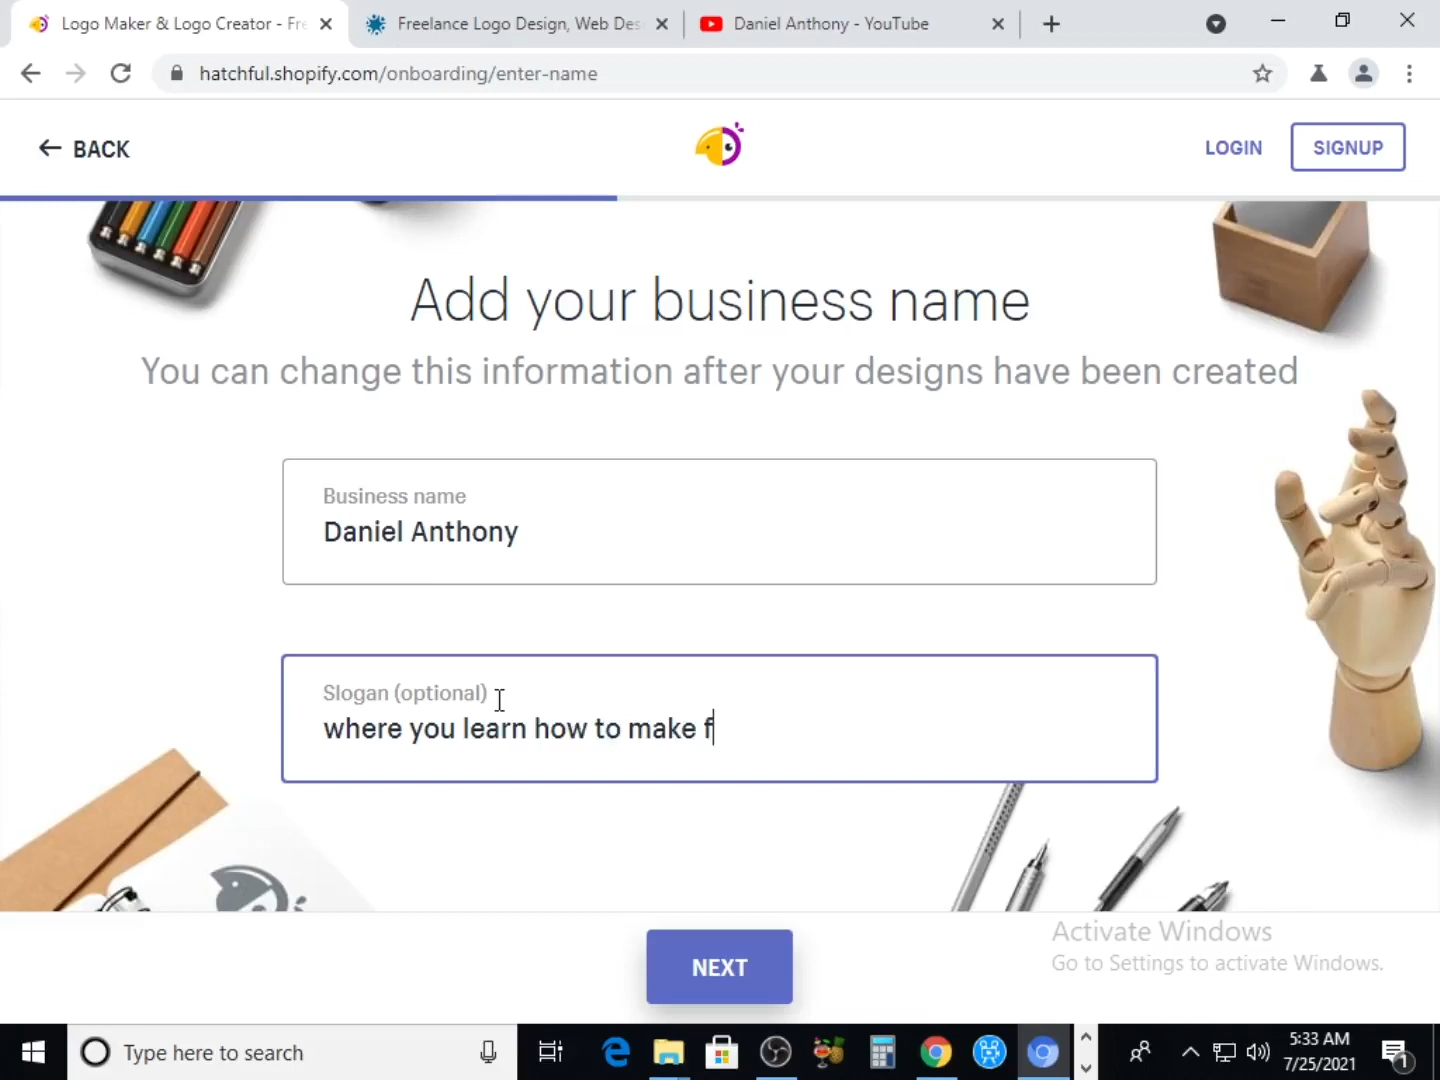 Logo Maker & Logo Creator - Fre
Freelance Logo Design, Web Des
Daniel Anthony - YouTube
hatchful.shopify.com/onboarding/enter-name
BACK
LOGIN
SIGNUP
Add your business name
You can change this information after your designs have been created
Business name
Daniel Anthony
Slogan (optional)
where you learn how to make f
NEXT
Activate Windows
Go to Settings to activate Windows.
Type here to search
5:33 AM
7/25/2021
1